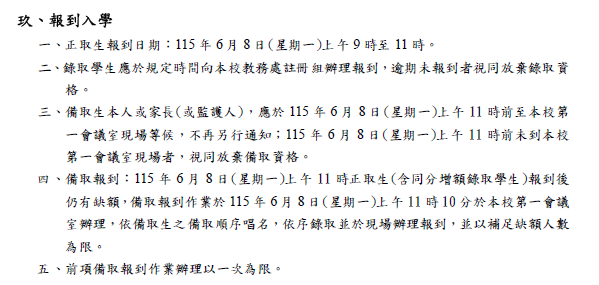 玖、報到入學
一、正取生報到日期：115 年 6 月 8 日(星期一)上午 9 時至 11 時。
二、錄取學生應於規定時間向本校教務處註冊組辦理報到，逾期未報到者視同放棄錄取資
格。
三、備取生本人或家長(或監護人)，應於 115 年 6 月 8 日(星期一)上午 11 時前至本校第
一會議室現場等候，不再另行通知；115 年 6 月 8 日(星期一)上午 11 時前未到本校
第一會議室現場者，視同放棄備取資格。
四、備取報到：115 年 6 月 8 日(星期一)上午 11 時正取生(含同分增額錄取學生)報到後
仍有缺額，備取報到作業於 115 年 6 月 8 日(星期一)上午 11 時 10 分於本校第一會議
室辦理，依備取生之備取順序唱名，依序錄取並於現場辦理報到，並以補足缺額人數
為限。
五、前項備取報到作業辦理以一次為限。